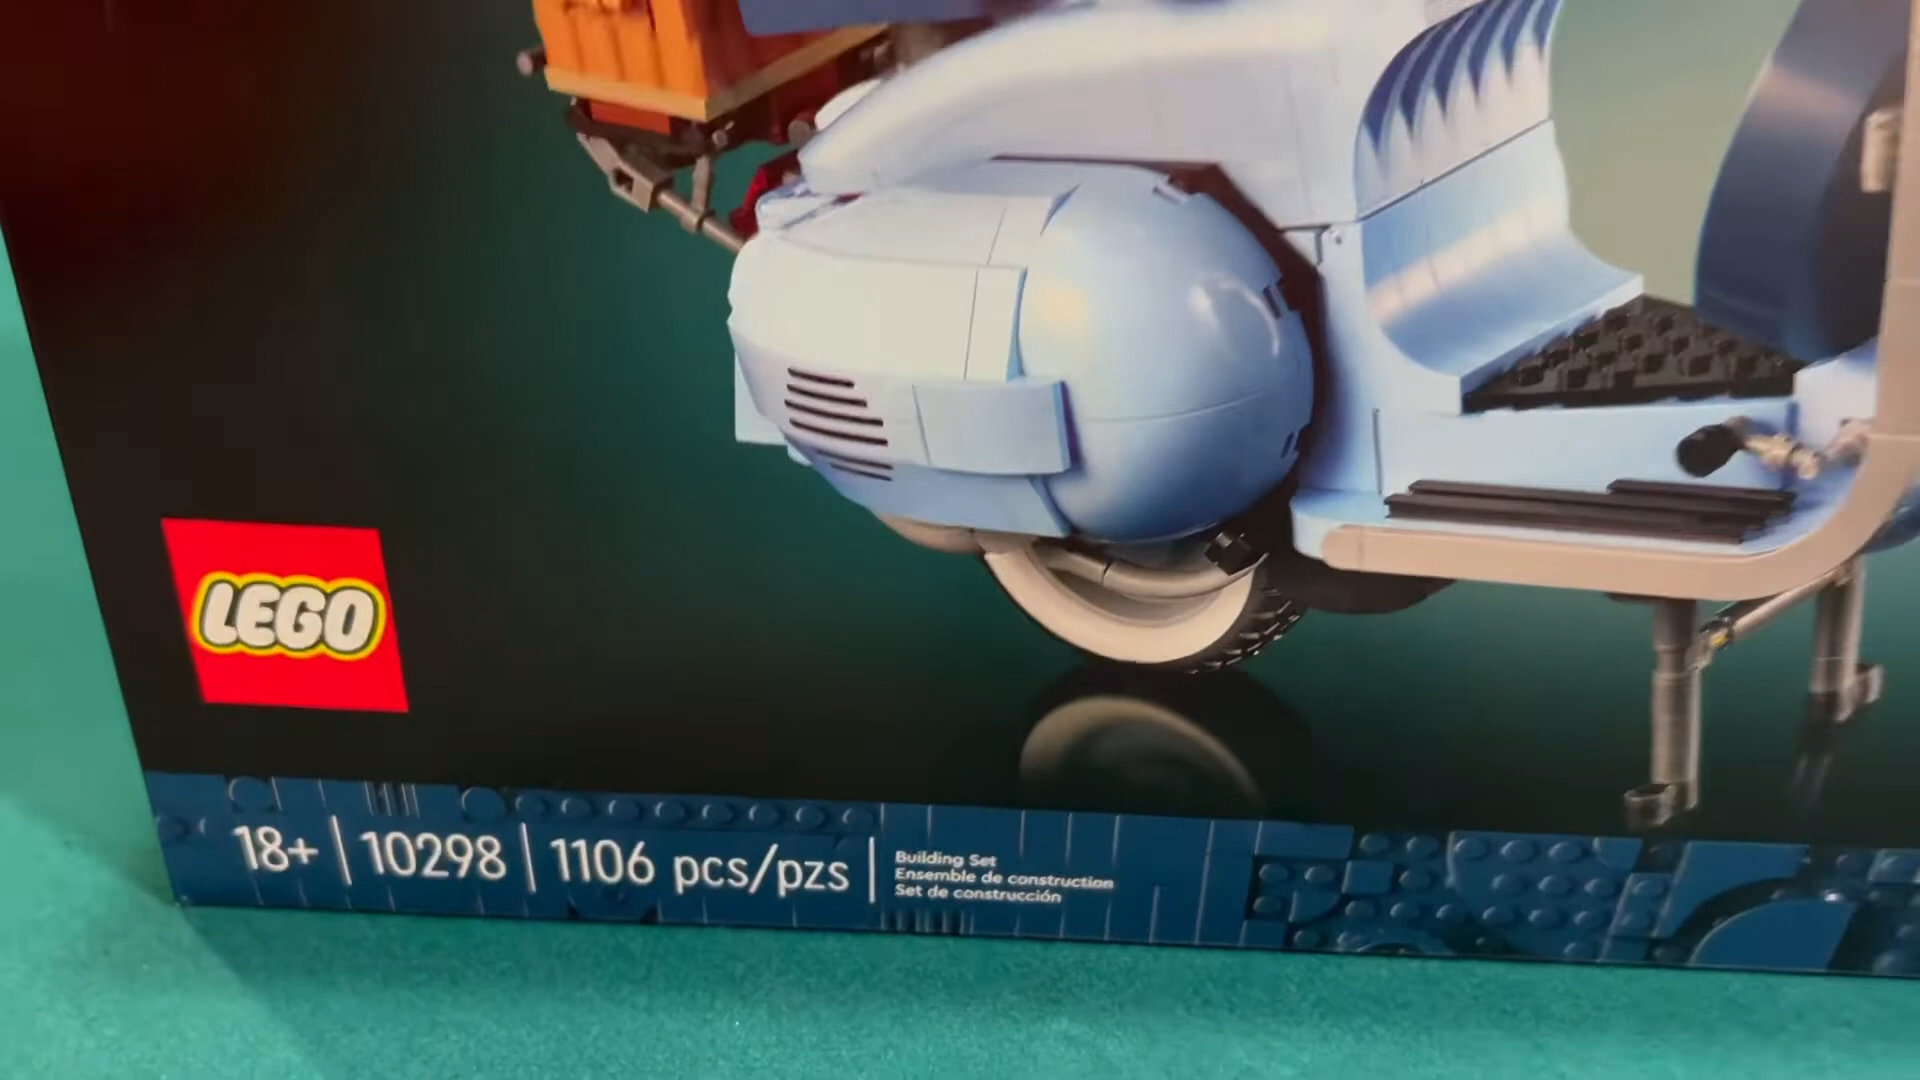 LEGO
18+ | 10298 | 1106 pcs/pzs
Building Set
Ensemble de construction
Set de construcción